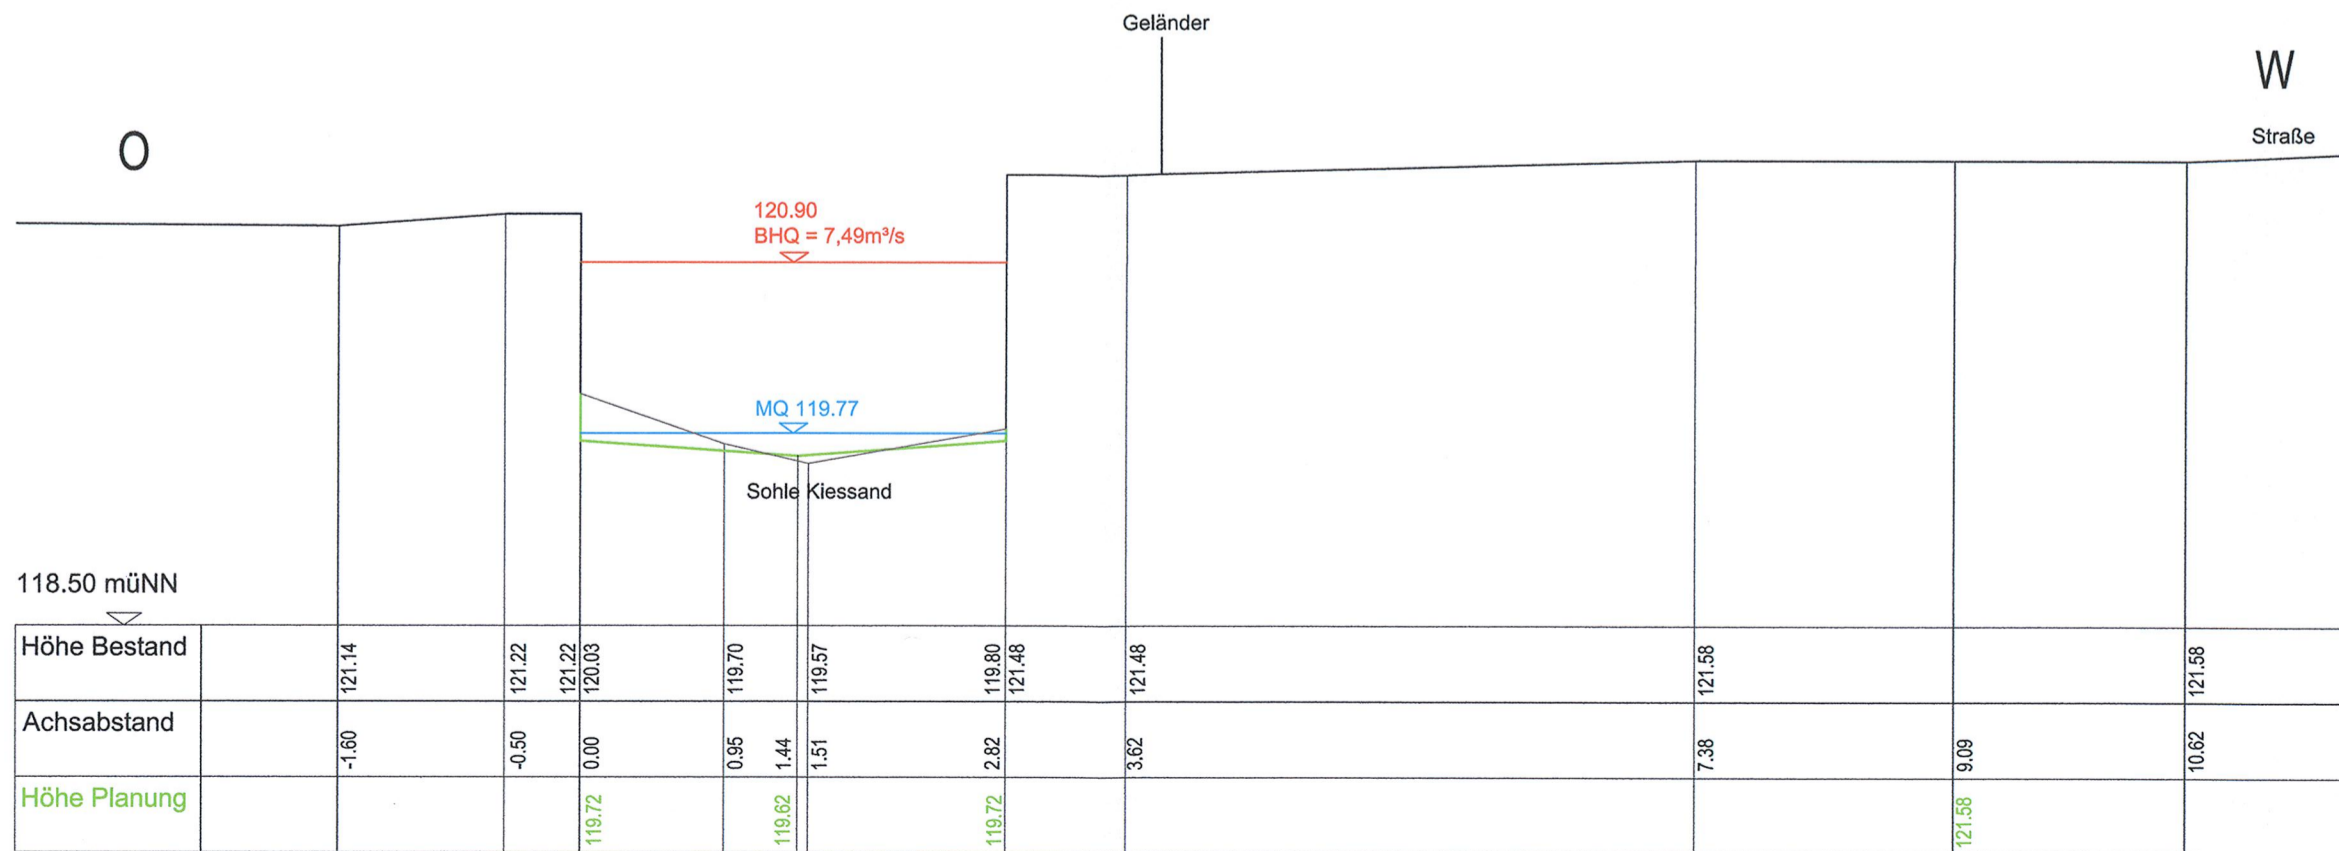 Geländer
W
Straße
O
120.90
BHQ = 7,49m³/s
MQ 119.77
Sohle Kiessand
118.50 müNN
Höhe Bestand 121.14 121.22 121.22 120.03 119.70 119.57 119.80 121.48 121.48 121.58 121.58
Achsabstand -1.60 -0.50 0.00 0.95 1.44 1.51 2.82 3.62 7.38 9.09 10.62
Höhe Planung 119.72 119.62 119.72 121.58